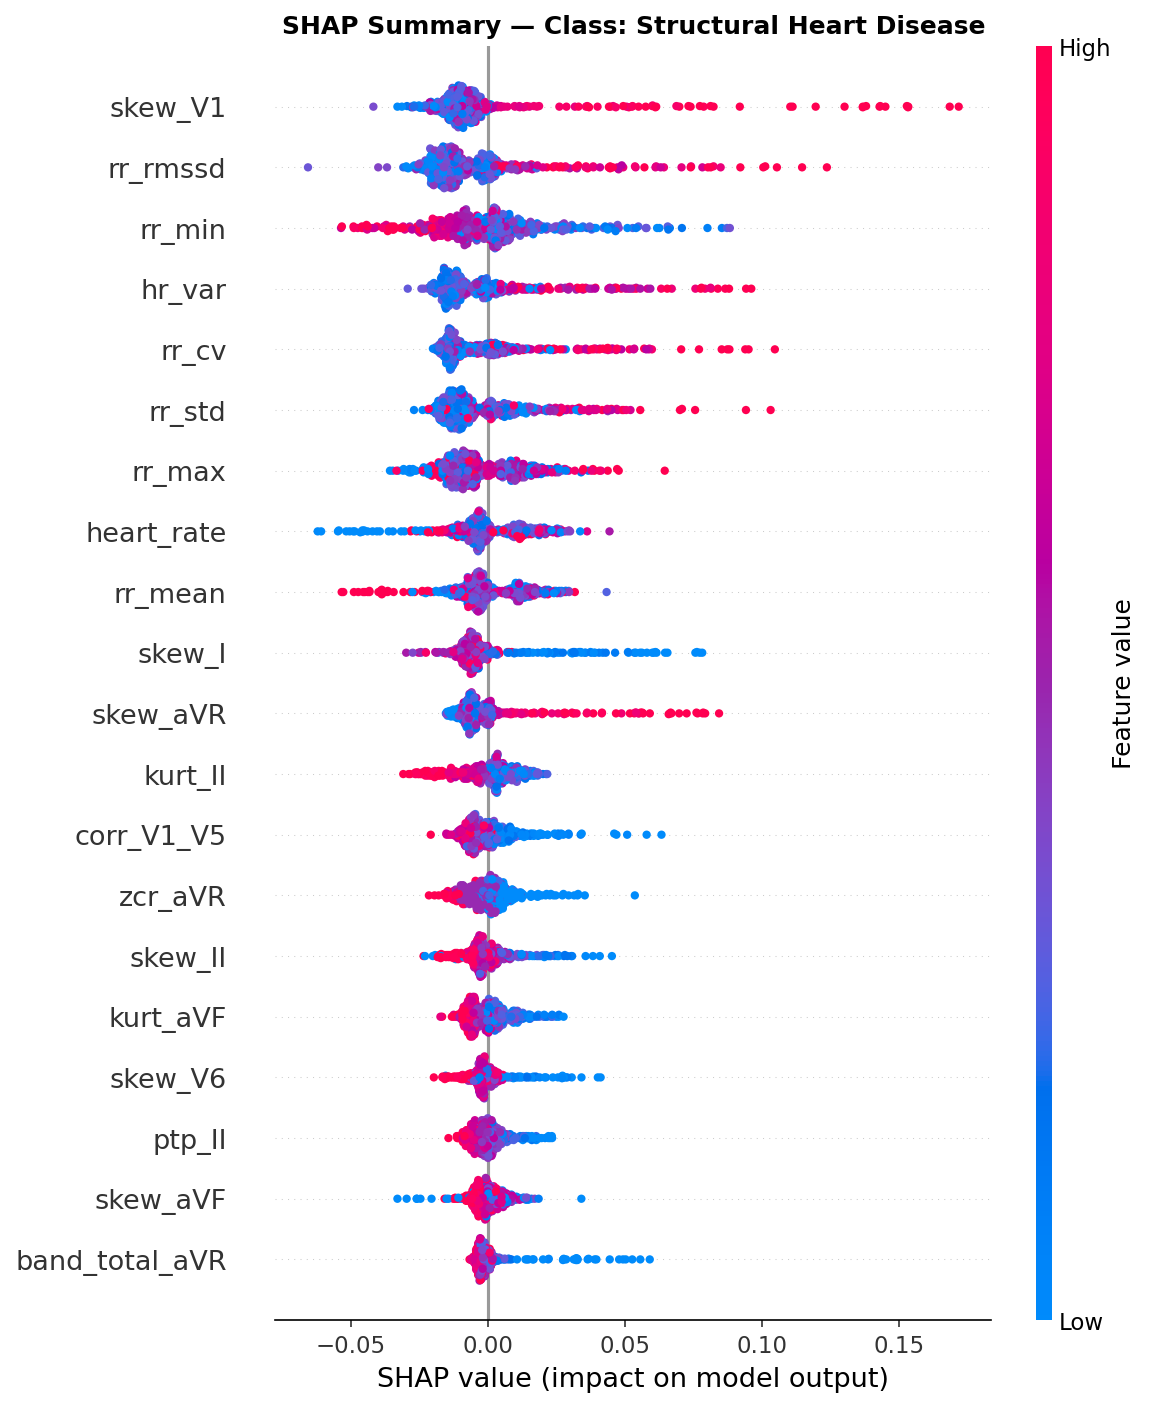 SHAP Summary — Class: Structural Heart Disease
High
skew_V1
rr_rmssd
rr_min
hr_var
rr_cv
rr_std
rr_max
heart_rate
rr_mean
skew_I
skew_aVR
kurt_II
corr_V1_V5
zcr_aVR
skew_II
kurt_aVF
skew_V6
ptp_II
skew_aVF
band_total_aVR
Feature value
Low
−0.05 0.00 0.05 0.10 0.15
SHAP value (impact on model output)